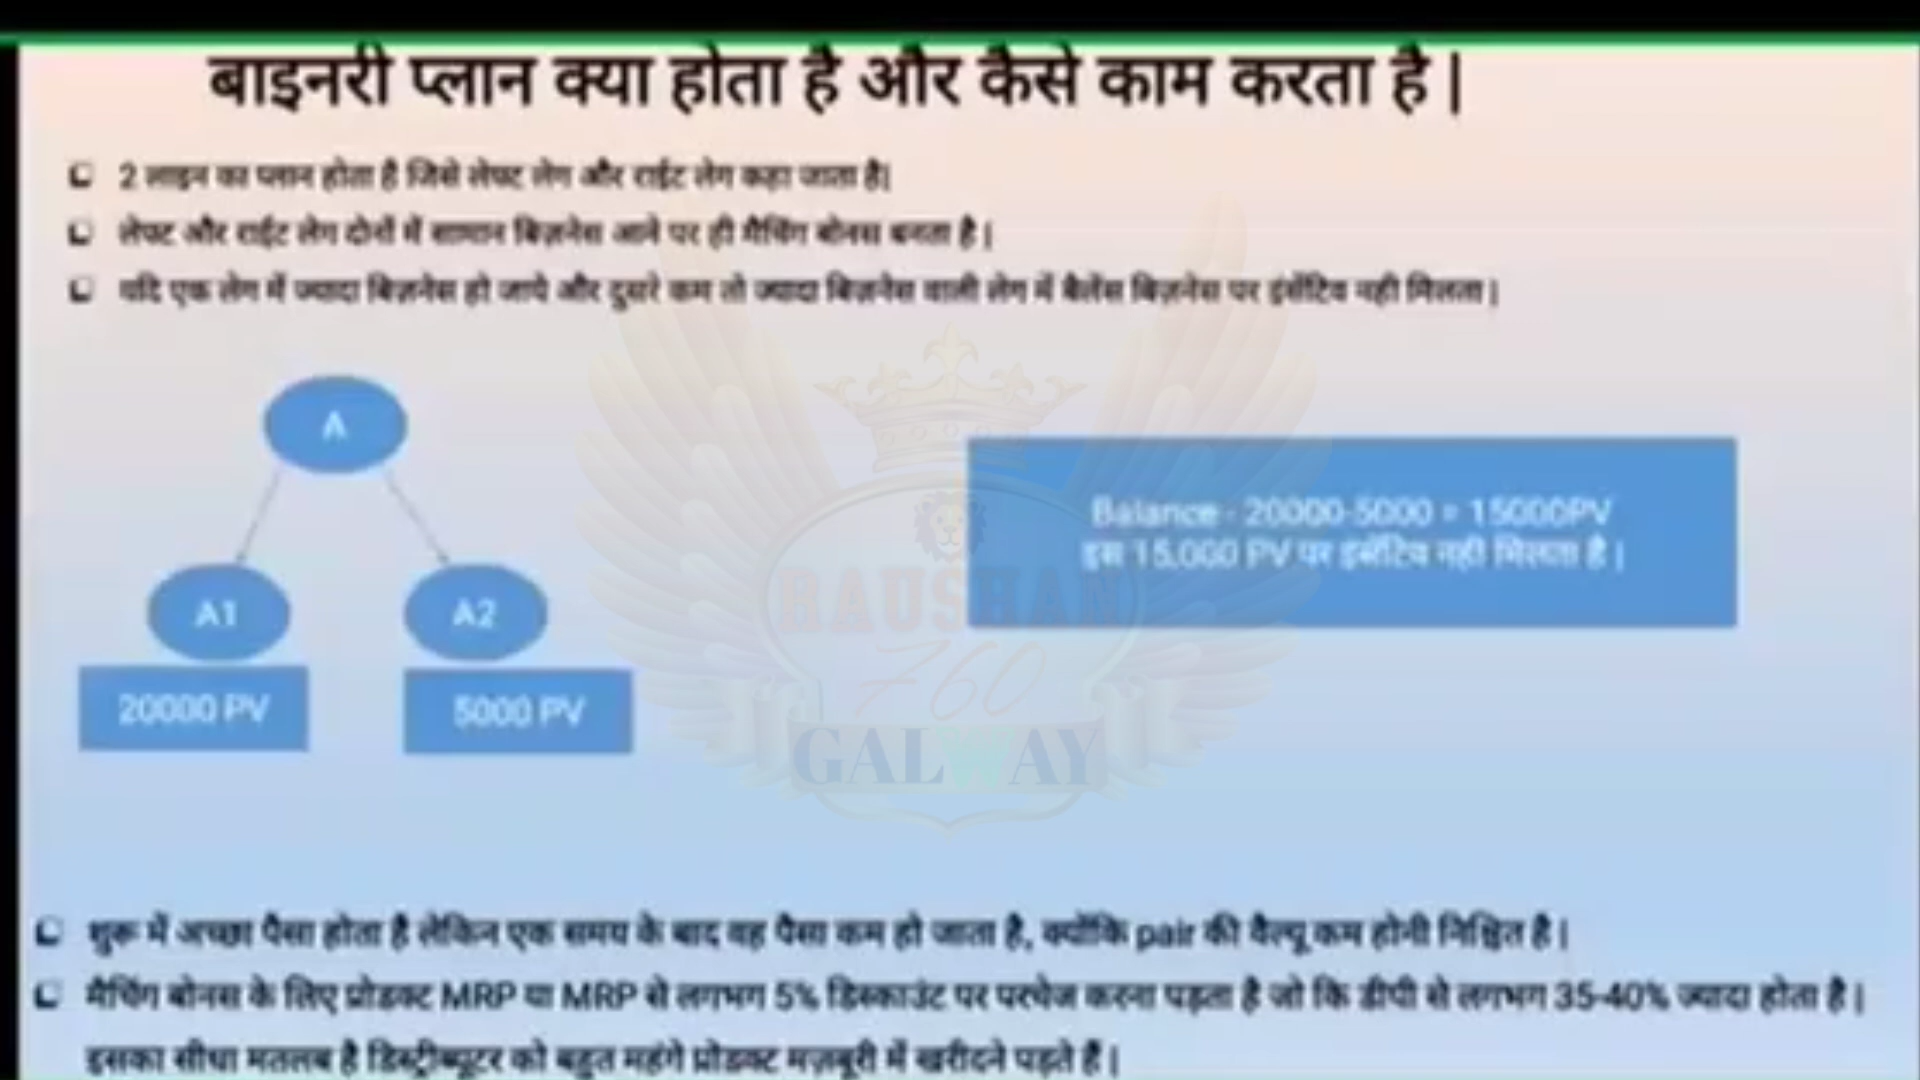 बाइनरी प्लान क्या होता है और कैसे काम करता है |
2 लाइन का प्लान होता है जिसे लेफ्ट लेग और राईट लेग कहा जाता है|
लेफ्ट और राईट लेग दोनों में सामान बिज़नेस आने पर ही मैचिंग बोनस बनता है |
यदि एक लेग में ज्यादा बिज़नेस हो जाये और दुसरे कम तो ज्यादा बिज़नेस वाली लेग में बैलेंस बिज़नेस पर इंसेंटिव नही मिलता |
A
A1
A2
20000 PV
5000 PV
Balance - 20000-5000 = 15000PV
इस 15,000 PV पर इंसेंटिव नही मिलता है |
RAUSHAN
760
GALWAY
शुरू में अच्छा पैसा होता है लेकिन एक समय के बाद वह पैसा कम हो जाता है, क्योंकि pair की वैल्यू कम होनी निश्चित है |
मैचिंग बोनस के लिए प्रोडक्ट MRP या MRP से लगभग 5% डिस्काउंट पर परचेज करना पड़ता है जो कि डीपी से लगभग 35-40% ज्यादा होता है |
इसका सीधा मतलब है डिस्ट्रीब्यूटर को बहुत महंगे प्रोडक्ट मज़बूरी में खरीदने पड़ते हैं |